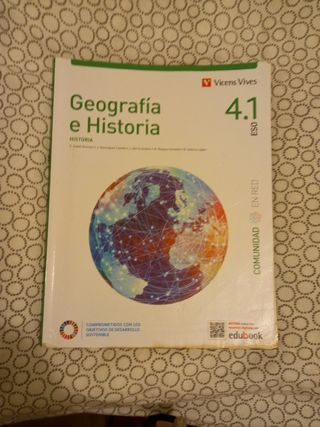 Vicens Vives
Geografía
e Historia
HISTORIA
4.1
ESO
COMUNIDAD EN RED
COMPROMETIDOS CON LOS
OBJETIVOS DE DESARROLLO
SOSTENIBLE
edubook